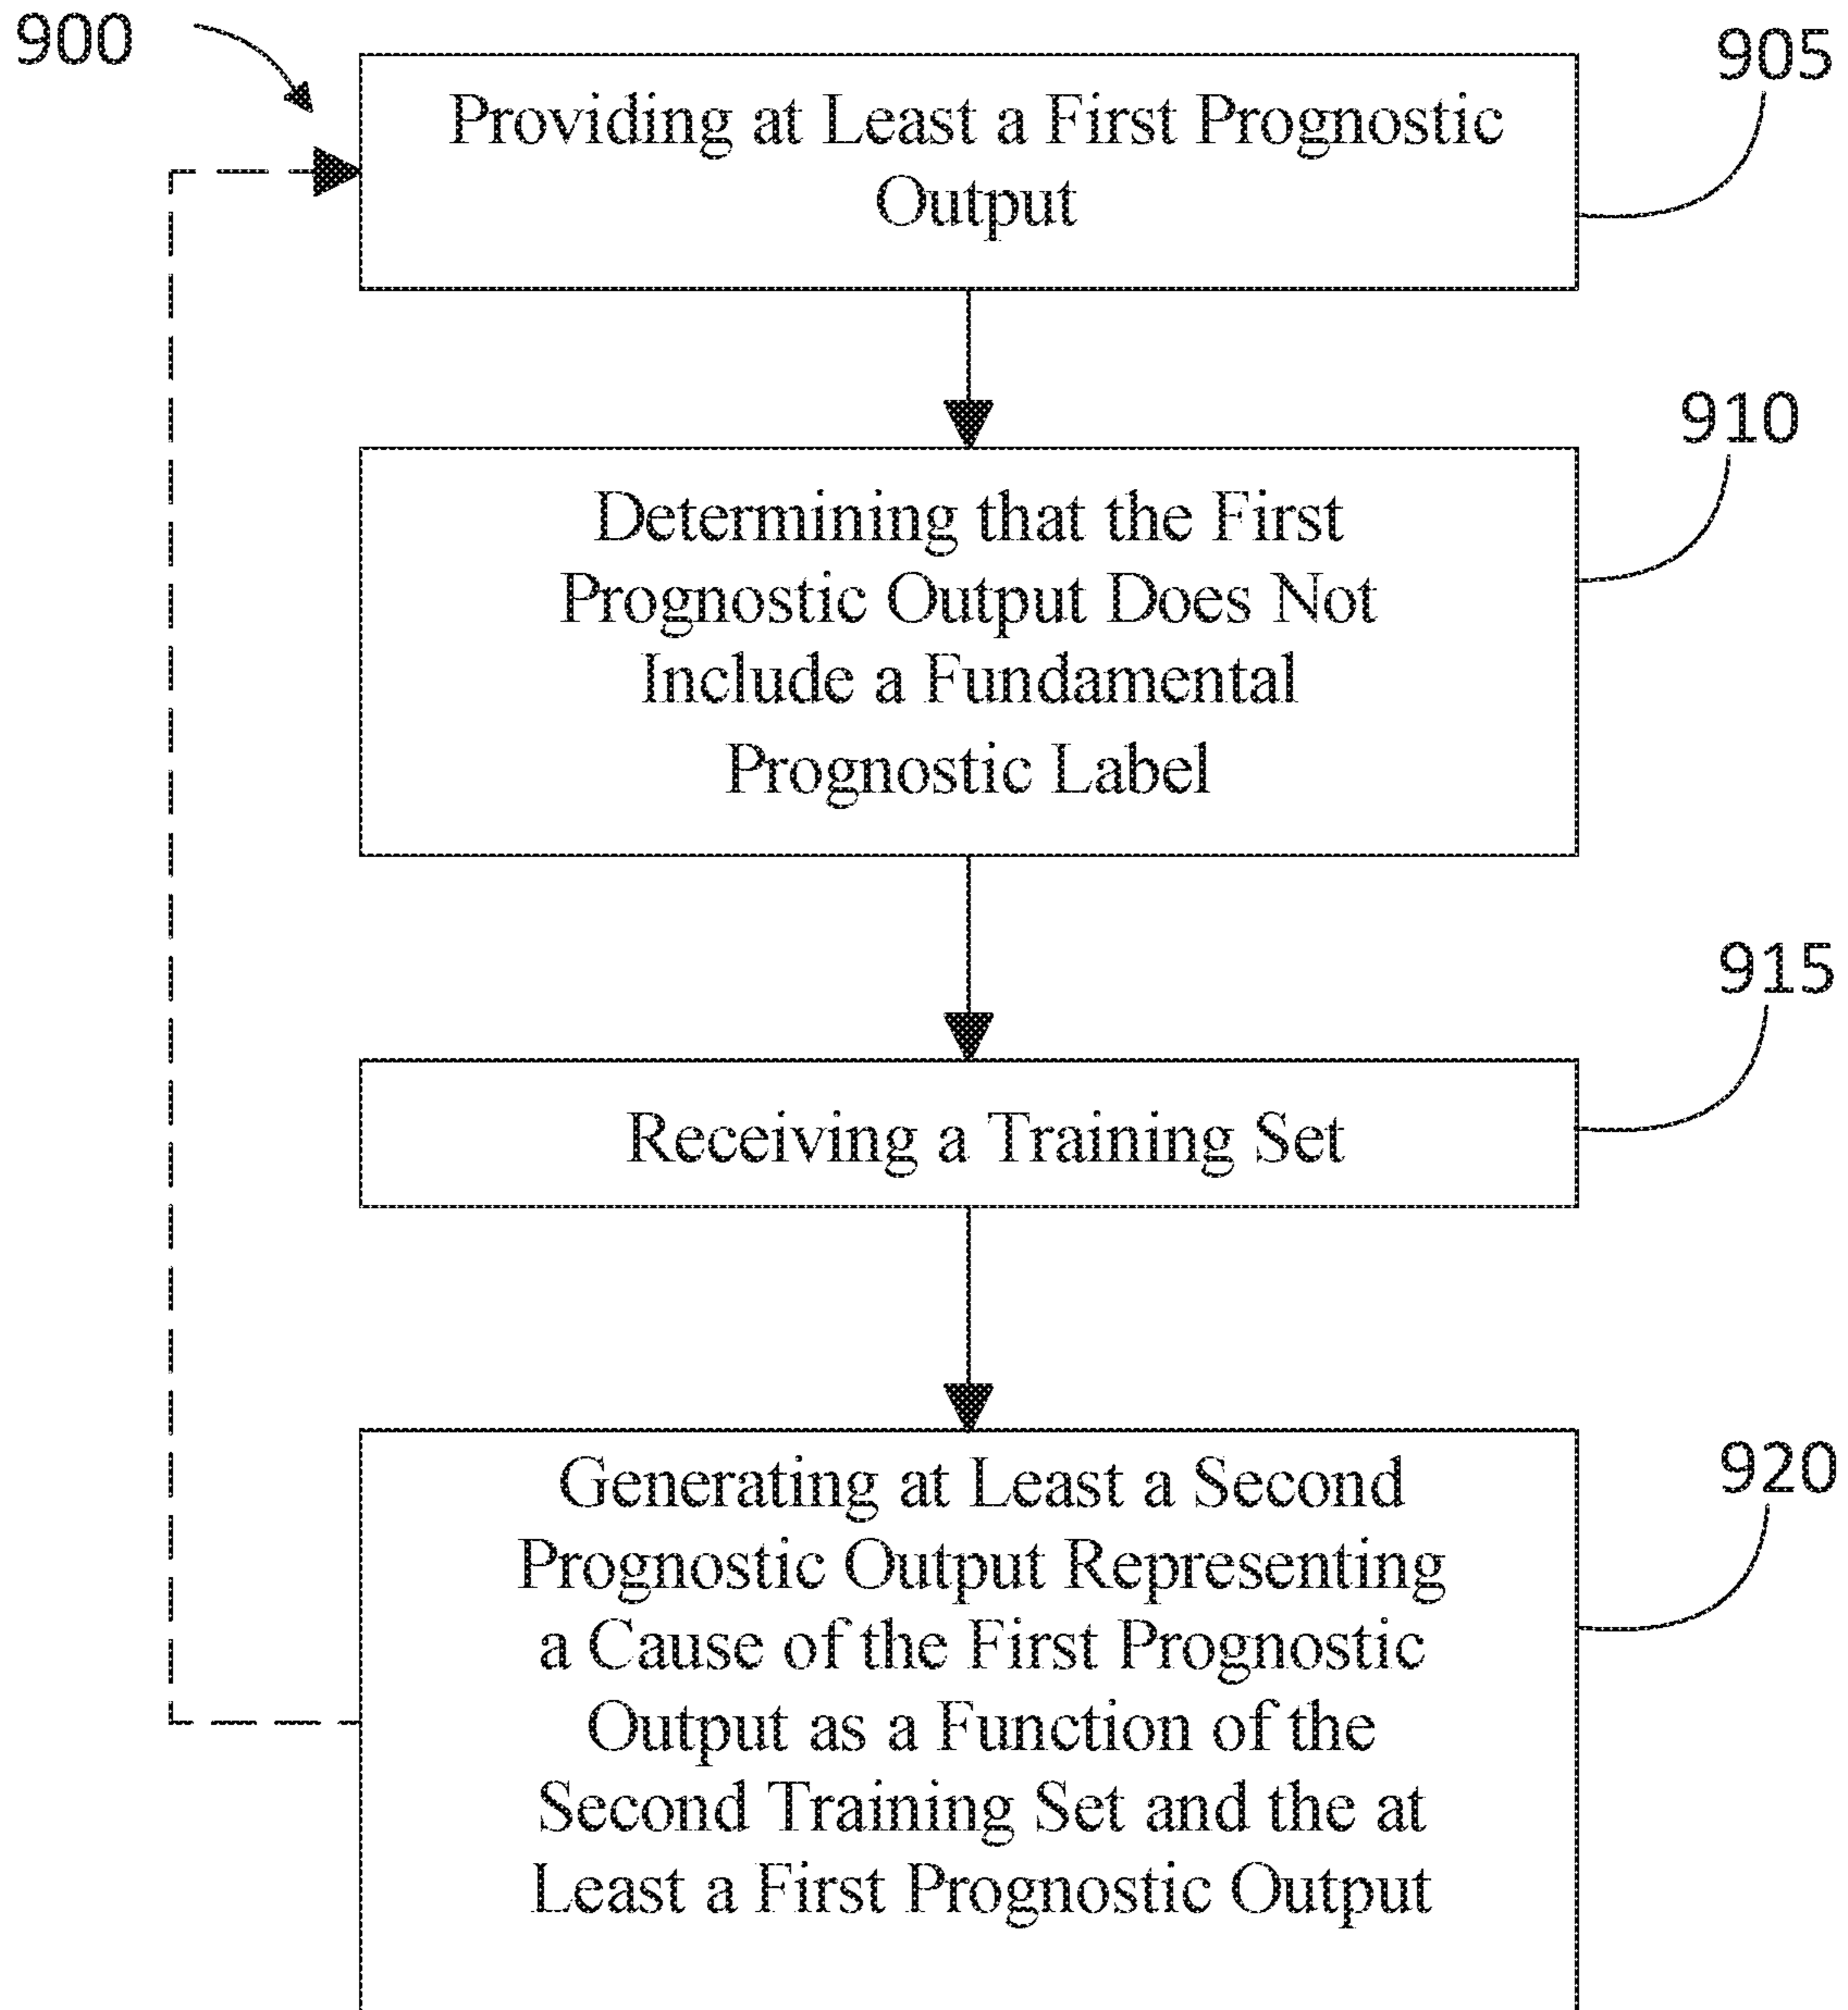 900
905
Providing at Least a First Prognostic
Output
910
Determining that the First
Prognostic Output Does Not
Include a Fundamental
Prognostic Label
915
Receiving a Training Set
920
Generating at Least a Second
Prognostic Output Representing
a Cause of the First Prognostic
Output as a Function of the
Second Training Set and the at
Least a First Prognostic Output